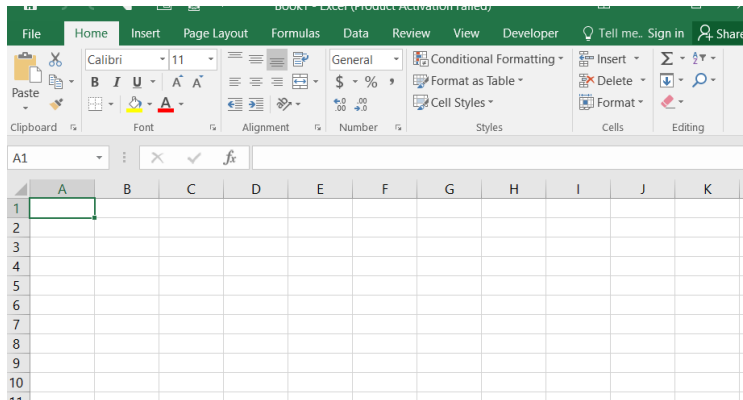 Book1 - Excel (Product Activation Failed)
File Home Insert Page Layout Formulas Data Review View Developer Tell me.. Sign in Share
Calibri 11 General Conditional Formatting Insert
Paste B I U A A $ % , Format as Table Delete
A .00 Cell Styles Format
Clipboard Font Alignment Number Styles Cells Editing
A1 fx
A B C D E F G H I J K
1
2
3
4
5
6
7
8
9
10
11